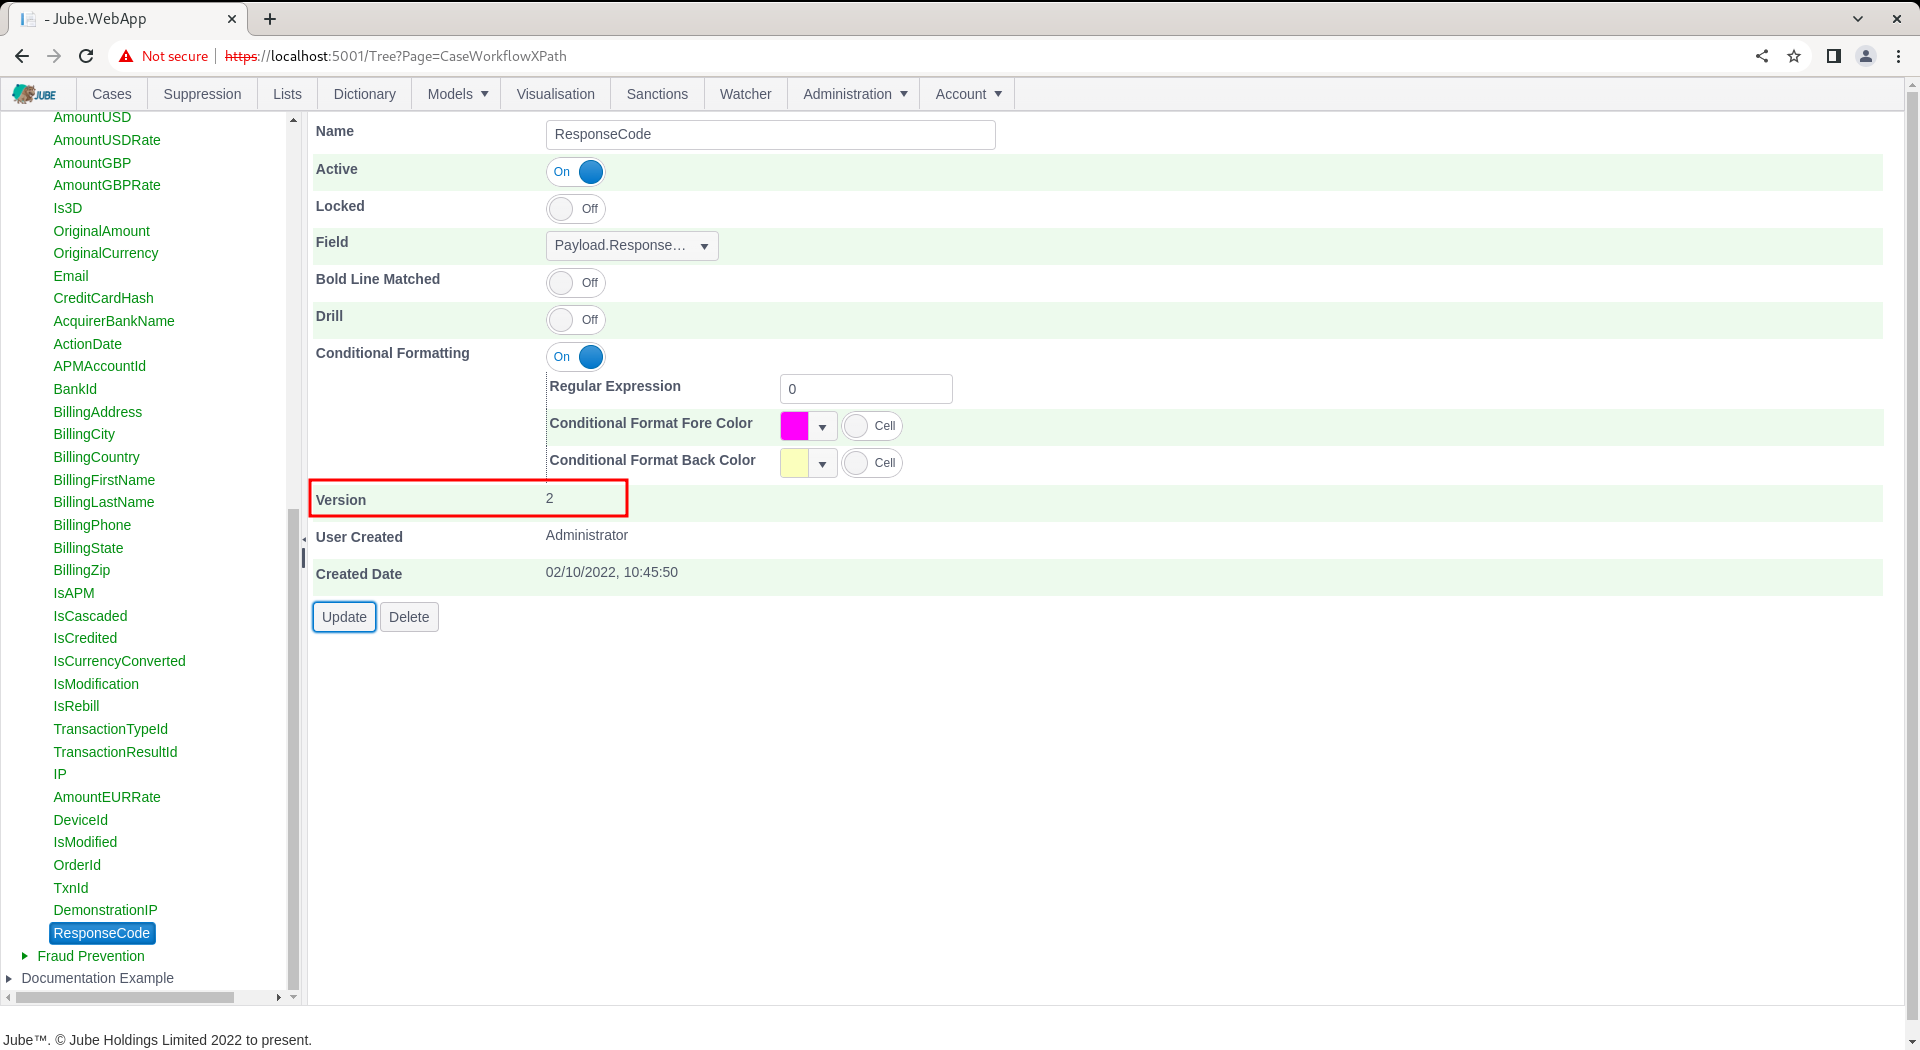 - Jube.WebApp
Not secure
https://localhost:5001/Tree?Page=CaseWorkflowXPath
JUBE
Cases
Suppression
Lists
Dictionary
Models
Visualisation
Sanctions
Watcher
Administration
Account
AmountUSD
AmountUSDRate
AmountGBP
AmountGBPRate
Is3D
OriginalAmount
OriginalCurrency
Email
CreditCardHash
AcquirerBankName
ActionDate
APMAccountId
BankId
BillingAddress
BillingCity
BillingCountry
BillingFirstName
BillingLastName
BillingPhone
BillingState
BillingZip
IsAPM
IsCascaded
IsCredited
IsCurrencyConverted
IsModification
IsRebill
TransactionTypeId
TransactionResultId
IP
AmountEURRate
DeviceId
IsModified
OrderId
TxnId
DemonstrationIP
ResponseCode
Fraud Prevention
Documentation Example
Name ResponseCode
Active On
Locked Off
Field Payload.Response...
Bold Line Matched Off
Drill Off
Conditional Formatting On
Regular Expression 0
Conditional Format Fore Color Cell
Conditional Format Back Color Cell
Version 2
User Created Administrator
Created Date 02/10/2022, 10:45:50
Update Delete
Jube™. © Jube Holdings Limited 2022 to present.